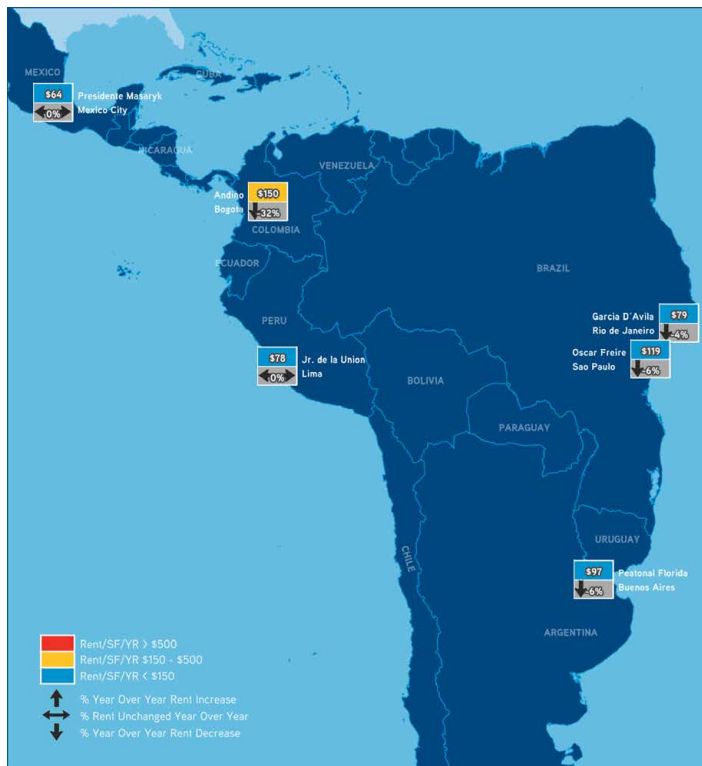 MEXICO
CUBA
$64
Presidente Masaryk
0%
Mexico City
NICARAGUA
VENEZUELA
Andino
$150
Bogota
-32%
COLOMBIA
ECUADOR
BRAZIL
PERU
Garcia D'Avila
$79
Rio de Janeiro
-4%
$78
Jr. de la Union
0%
Lima
Oscar Freire
$119
Sao Paulo
-6%
BOLIVIA
PARAGUAY
URUGUAY
CHILE
$97
Peatonal Florida
-6%
Buenos Aires
ARGENTINA
Rent/SF/YR > $500
Rent/SF/YR $150 - $500
Rent/SF/YR < $150
% Year Over Year Rent Increase
% Rent Unchanged Year Over Year
% Year Over Year Rent Decrease